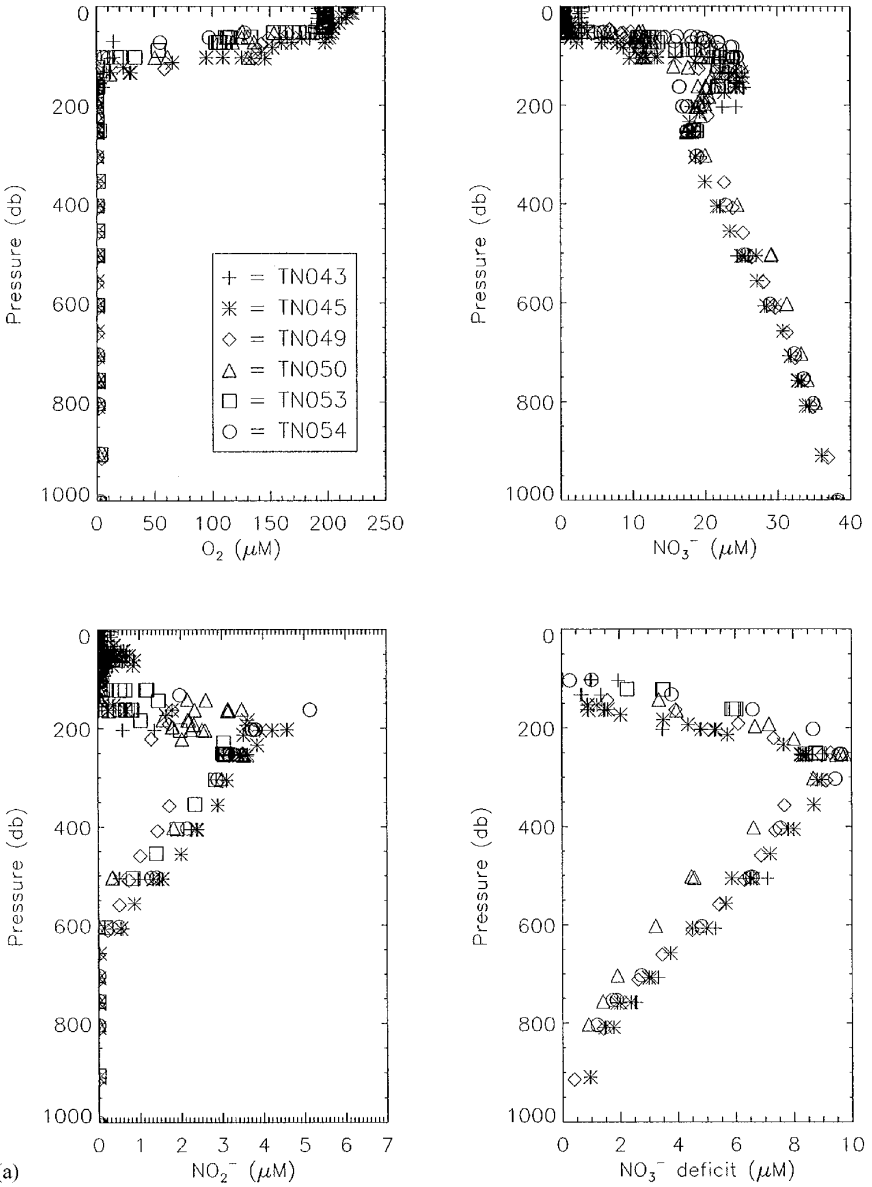 0
200
400
600
800
1000
Pressure (db)
+ = TN043
✳ = TN045
◇ = TN049
△ = TN050
□ = TN053
○ = TN054
0 50 100 150 200 250
O₂ (μM)
0
200
400
600
800
1000
Pressure (db)
0 10 20 30 40
NO₃⁻ (μM)
0
200
400
600
800
1000
Pressure (db)
0 1 2 3 4 5 6 7
NO₂⁻ (μM)
0
200
400
600
800
1000
Pressure (db)
0 2 4 6 8 10
NO₃⁻ deficit (μM)
a)